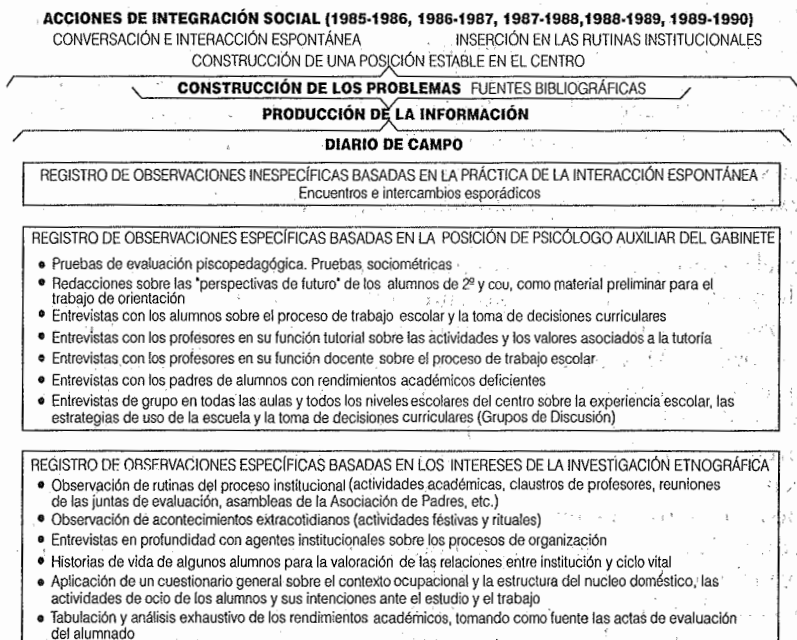 ACCIONES DE INTEGRACIÓN SOCIAL (1985-1986, 1986-1987, 1987-1988,1988-1989, 1989-1990)
CONVERSACIÓN E INTERACCIÓN ESPONTÁNEA INSERCIÓN EN LAS RUTINAS INSTITUCIONALES
CONSTRUCCIÓN DE UNA POSICIÓN ESTABLE EN EL CENTRO
CONSTRUCCIÓN DE LOS PROBLEMAS FUENTES BIBLIOGRÁFICAS
PRODUCCIÓN DE LA INFORMACIÓN
DIARIO DE CAMPO
REGISTRO DE OBSERVACIONES INESPECÍFICAS BASADAS EN LA PRÁCTICA DE LA INTERACCIÓN ESPONTÁNEA
Encuentros e intercambios esporádicos
REGISTRO DE OBSERVACIONES ESPECÍFICAS BASADAS EN LA POSICIÓN DE PSICÓLOGO AUXILIAR DEL GABINETE
• Pruebas de evaluación piscopedagógica. Pruebas sociométricas
• Redacciones sobre las "perspectivas de futuro" de los alumnos de 2º y COU, como material preliminar para el
trabajo de orientación
• Entrevistas con los alumnos sobre el proceso de trabajo escolar y la toma de decisiones curriculares
• Entrevistas con los profesores en su función tutorial sobre las actividades y los valores asociados a la tutoría
• Entrevistas con los profesores en su función docente sobre el proceso de trabajo escolar
• Entrevistas con los padres de alumnos con rendimientos académicos deficientes
• Entrevistas de grupo en todas las aulas y todos los niveles escolares del centro sobre la experiencia escolar, las
estrategias de uso de la escuela y la toma de decisiones curriculares (Grupos de Discusión)
REGISTRO DE OBSERVACIONES ESPECÍFICAS BASADAS EN LOS INTERESES DE LA INVESTIGACIÓN ETNOGRÁFICA
• Observación de rutinas del proceso institucional (actividades académicas, claustros de profesores, reuniones
de las juntas de evaluación, asambleas de la Asociación de Padres, etc.)
• Observación de acontecimientos extracotidianos (actividades festivas y rituales)
• Entrevistas en profundidad con agentes institucionales sobre los procesos de organización
• Historias de vida de algunos alumnos para la valoración de las relaciones entre institución y ciclo vital
• Aplicación de un cuestionario general sobre el contexto ocupacional y la estructura del nucleo doméstico, las
actividades de ocio de los alumnos y sus intenciones ante el estudio y el trabajo
• Tabulación y análisis exhaustivo de los rendimientos académicos, tomando como fuente las actas de evaluación
del alumnado